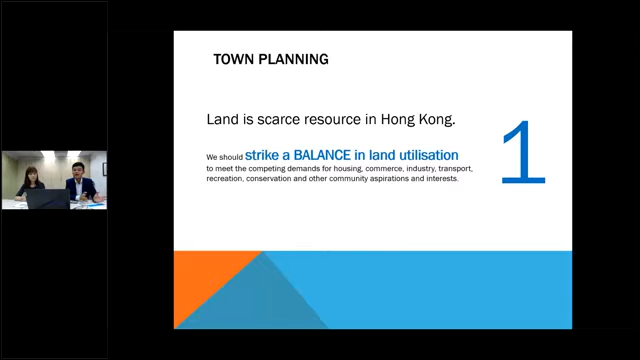 TOWN PLANNING
Land is scarce resource in Hong Kong.
We should strike a BALANCE in land utilisation
to meet the competing demands for housing, commerce, industry, transport,
recreation, conservation and other community aspirations and interests.
1